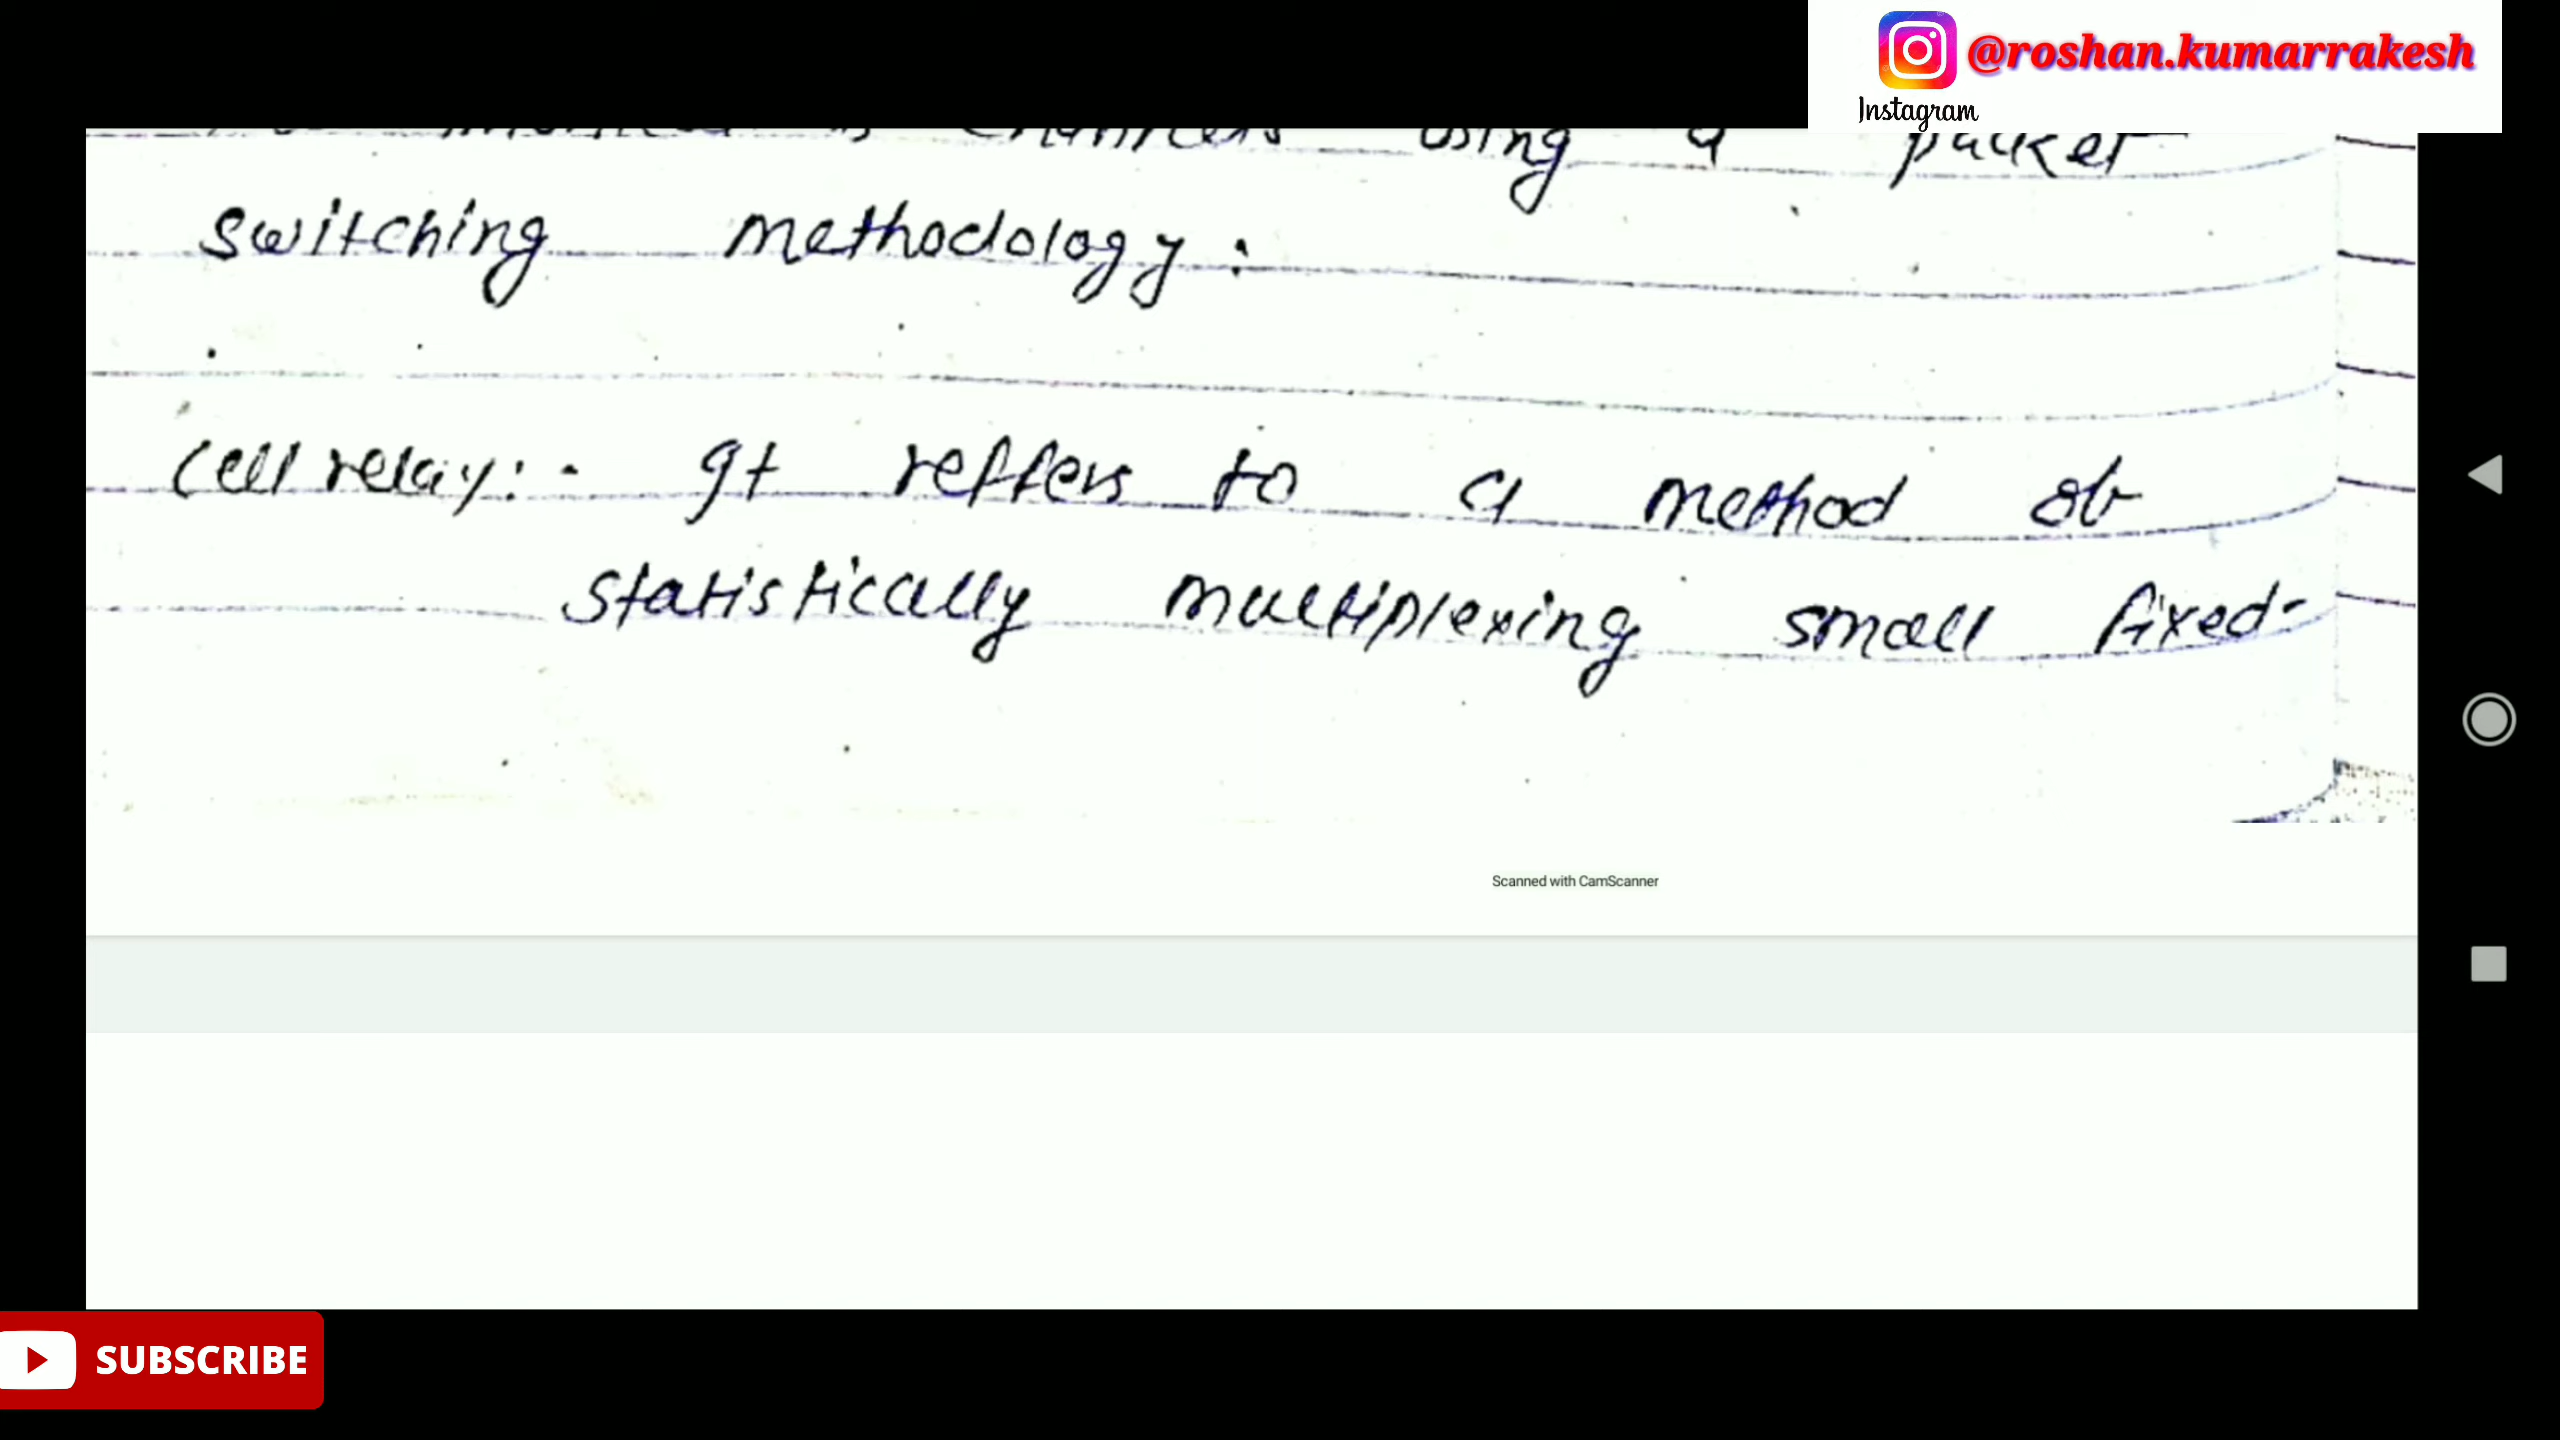 @roshan.kumarrakesh
Instagram
channels using a packet
switching methodology:
Cell relay:- It reffers to a method of
statistically multiplexing small fixed-
Scanned with CamScanner
SUBSCRIBE